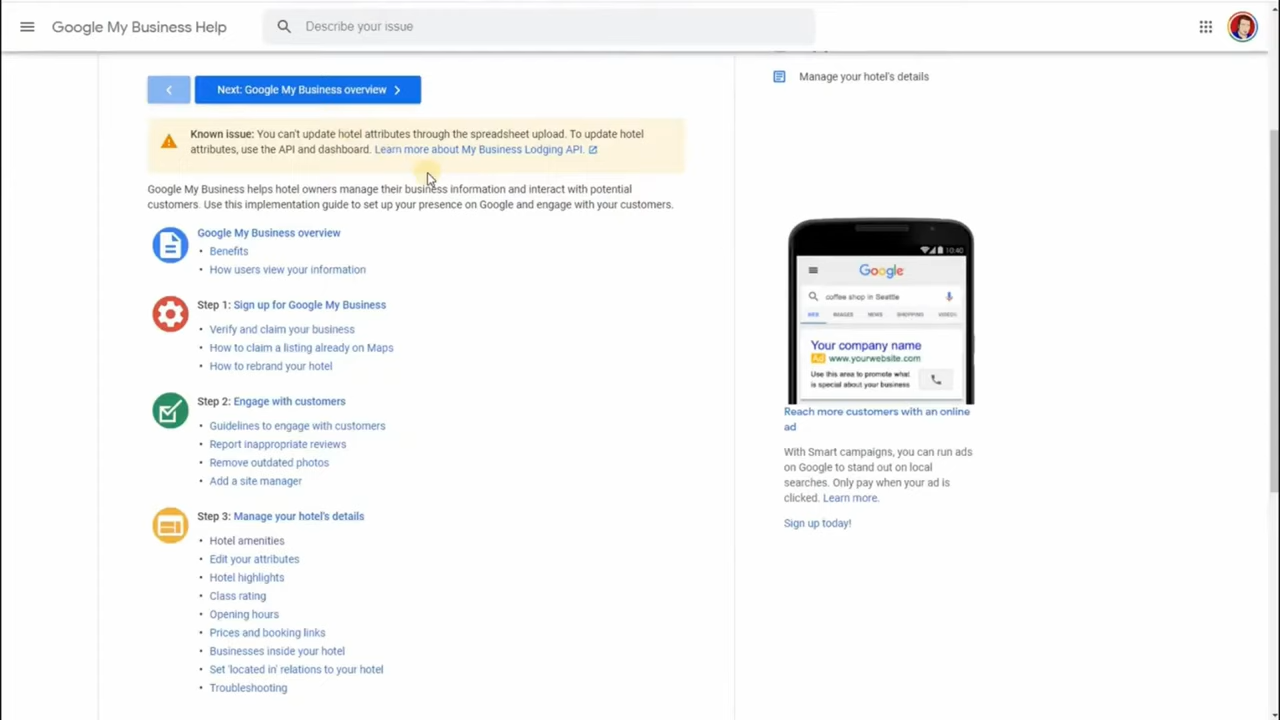 Google My Business Help
Describe your issue
Next: Google My Business overview
Manage your hotel's details
Known issue: You can't update hotel attributes through the spreadsheet upload. To update hotel
attributes, use the API and dashboard. Learn more about My Business Lodging API.
Google My Business helps hotel owners manage their business information and interact with potential
customers. Use this implementation guide to set up your presence on Google and engage with your customers.
Google My Business overview
• Benefits
• How users view your information
Step 1: Sign up for Google My Business
• Verify and claim your business
• How to claim a listing already on Maps
• How to rebrand your hotel
Step 2: Engage with customers
• Guidelines to engage with customers
• Report inappropriate reviews
• Remove outdated photos
• Add a site manager
Step 3: Manage your hotel's details
• Hotel amenities
• Edit your attributes
• Hotel highlights
• Class rating
• Opening hours
• Prices and booking links
• Businesses inside your hotel
• Set 'located in' relations to your hotel
• Troubleshooting
10:40
Google
coffee shop in Seattle
WEB IMAGES NEWS SHOPPING VIDEOS
Your company name
Ad www.yourwebsite.com
Use this area to promote what
is special about your business
Reach more customers with an online
ad
With Smart campaigns, you can run ads
on Google to stand out on local
searches. Only pay when your ad is
clicked. Learn more.
Sign up today!